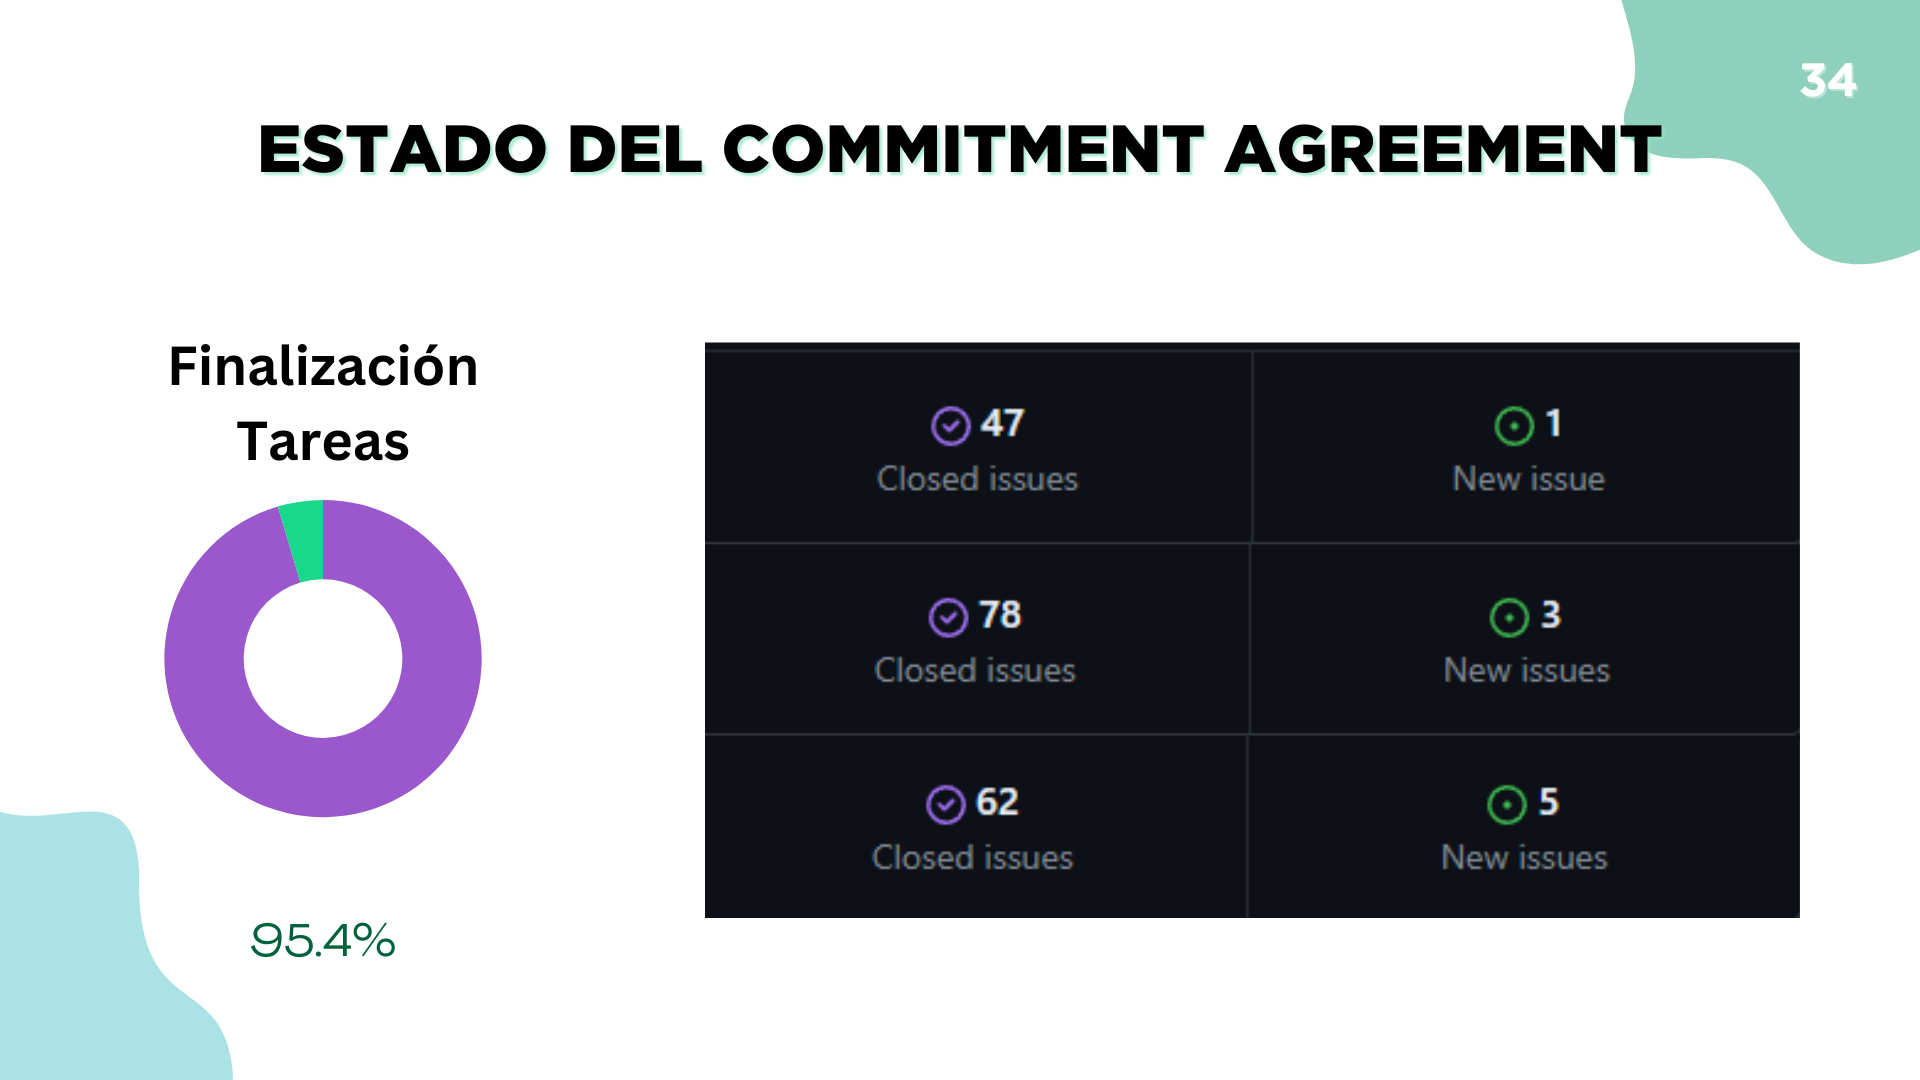 34
ESTADO DEL COMMITMENT AGREEMENT
Finalización
Tareas
95.4%
47
Closed issues
1
New issue
78
Closed issues
3
New issues
62
Closed issues
5
New issues